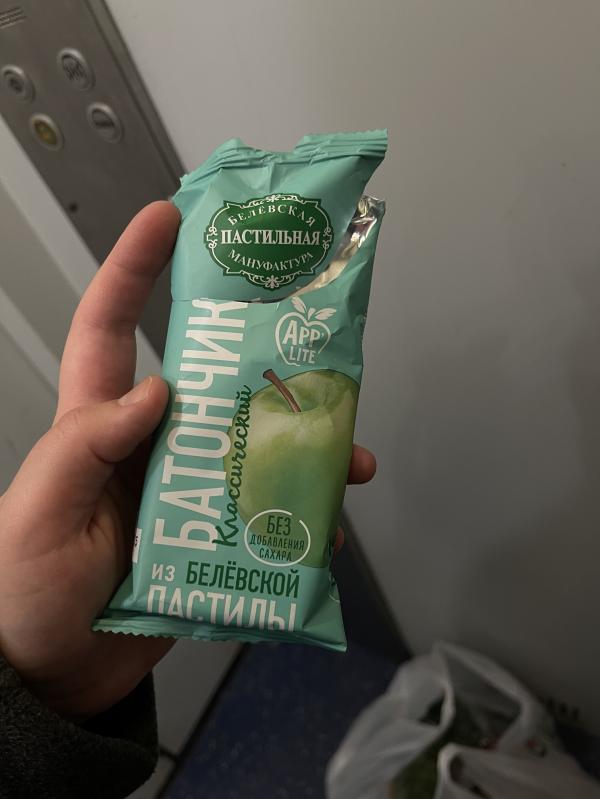 БЕЛЁВСКАЯ
ПАСТИЛЬНАЯ
МАНУФАКТУРА
APP
LITE
БАТОНЧИК
Классический
БЕЗ
ДОБАВЛЕНИЯ
САХАРА
ИЗ БЕЛЁВСКОЙ
ПАСТИЛЫ